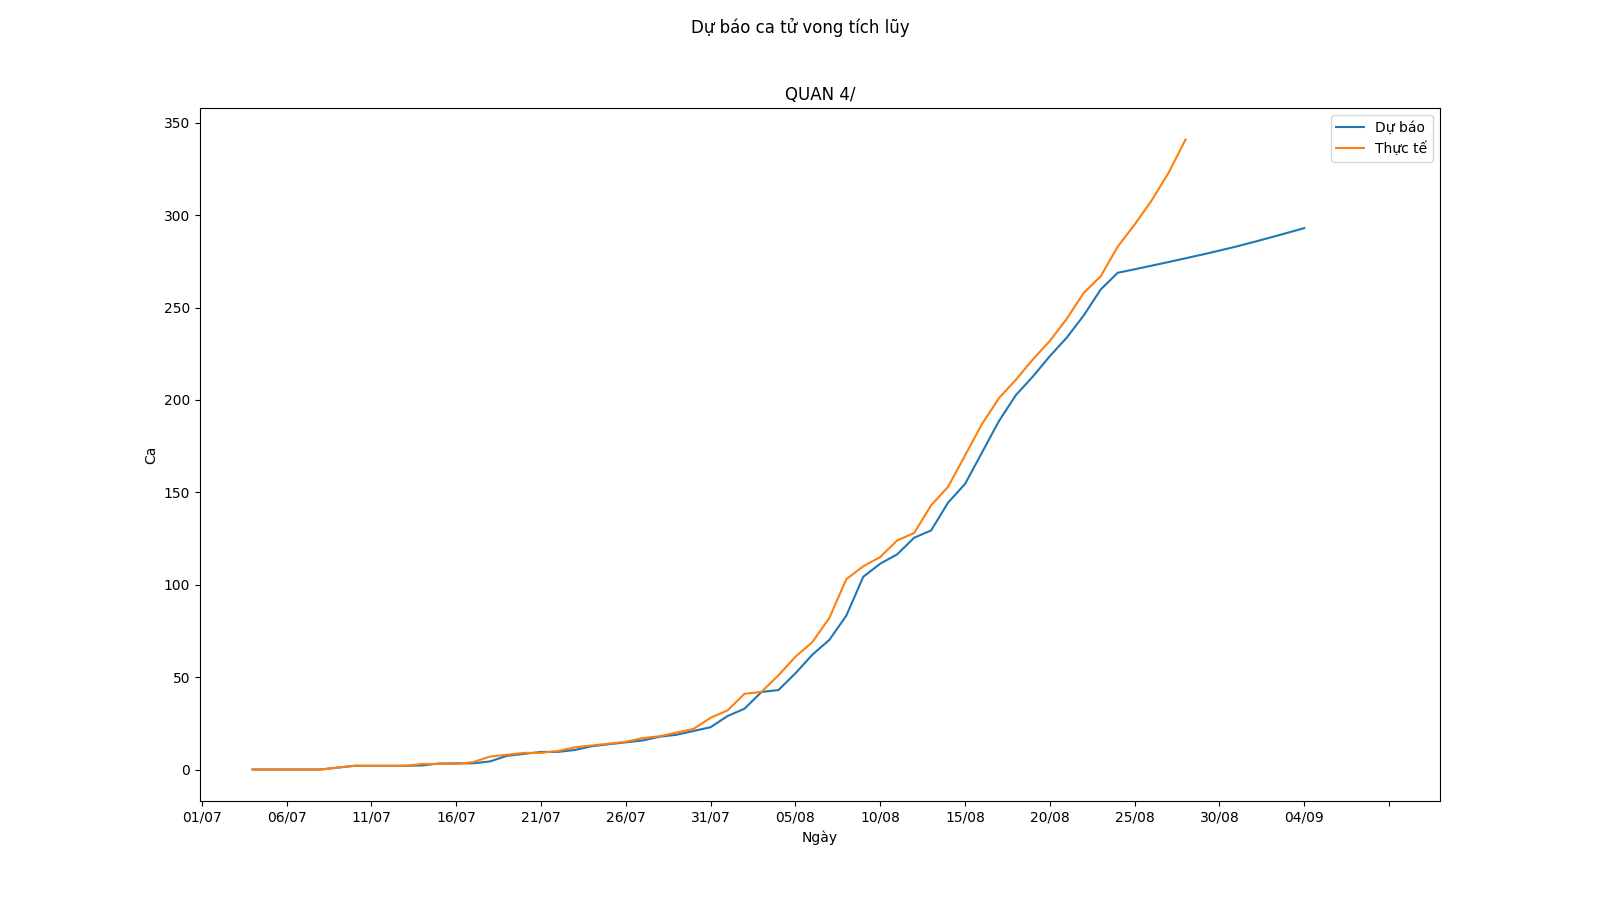 Dự báo ca tử vong tích lũy
QUAN 4/
Dự báo
Thực tế
350
300
250
200
150
100
50
0
Ca
01/07 06/07 11/07 16/07 21/07 26/07 31/07 05/08 10/08 15/08 20/08 25/08 30/08 04/09
Ngày